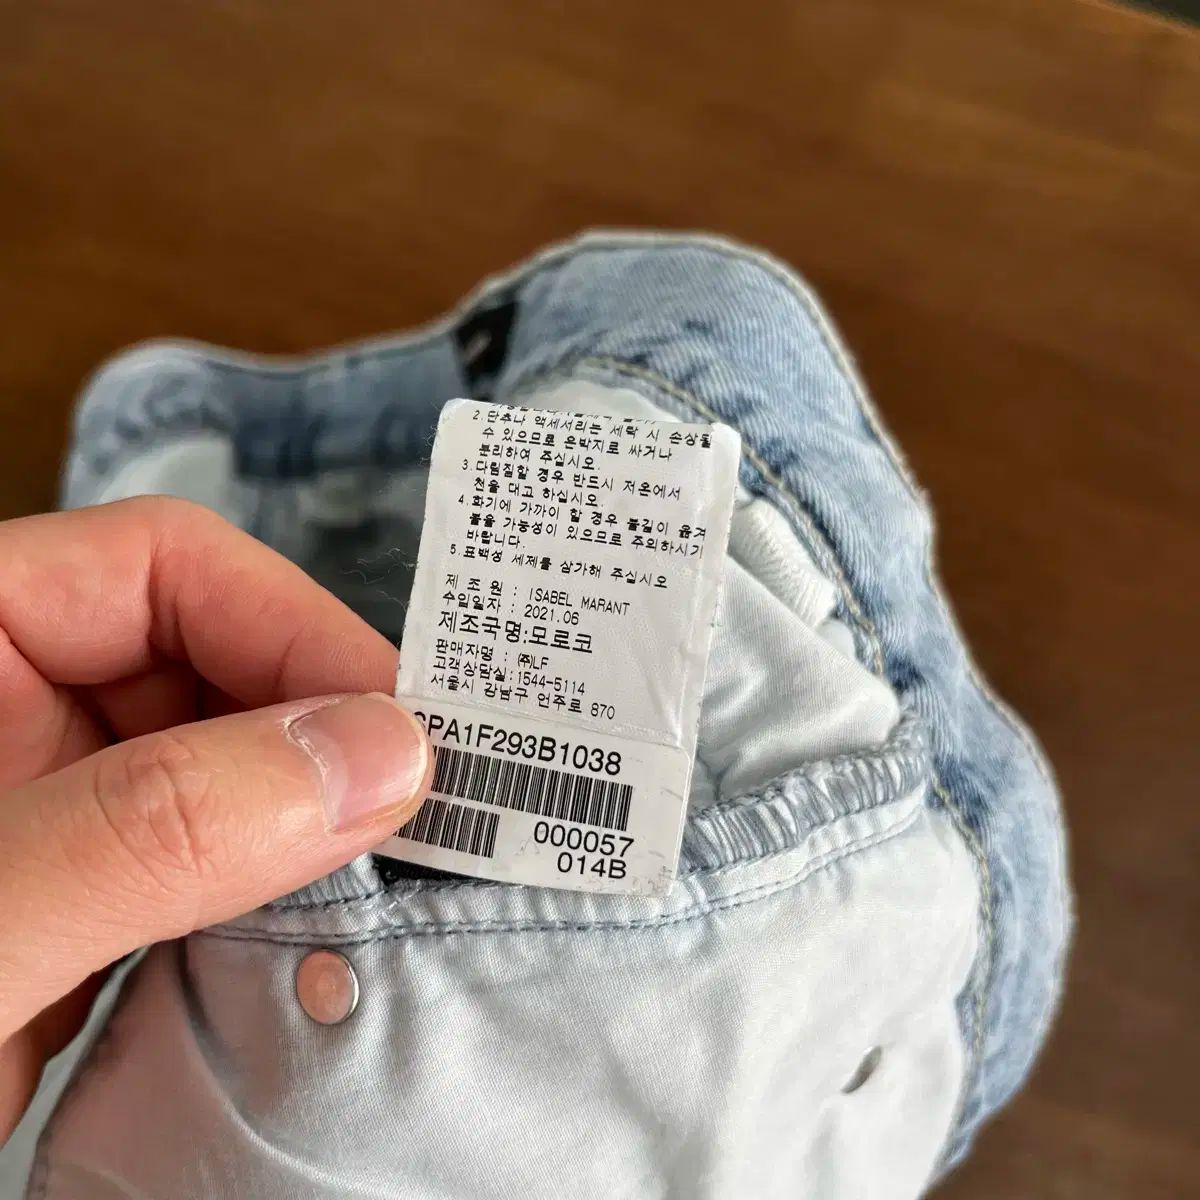 2.단추나 액세서리는 세탁 시 손상될
수 있으므로 은박지로 싸거나
분리하여 주십시오.
3.다림질할 경우 반드시 저온에서
천을 대고 하십시오.
4.화기에 가까이 할 경우 불길이 옮겨
붙을 가능성이 있으므로 주의하시기
바랍니다.
5.표백성 세제를 삼가해 주십시오
제 조 원 : ISABEL MARANT
수입일자 : 2021.06
제조국명:모로코
판매자명 : ㈜LF
고객상담실:1544-5114
서울시 강남구 언주로 870
SPA1F293B1038
000057
014B